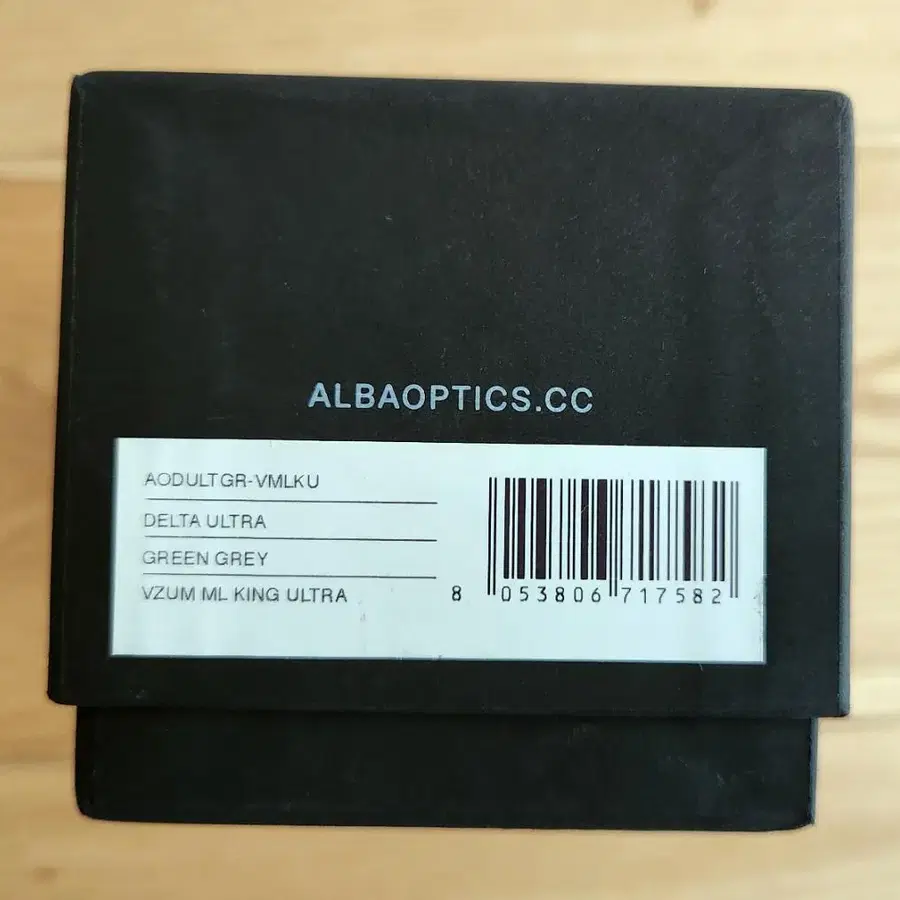 ALBAOPTICS.CC
AODULTGR-VMLKU
DELTA ULTRA
GREEN GREY
VZUM ML KING ULTRA
8 053806 717582